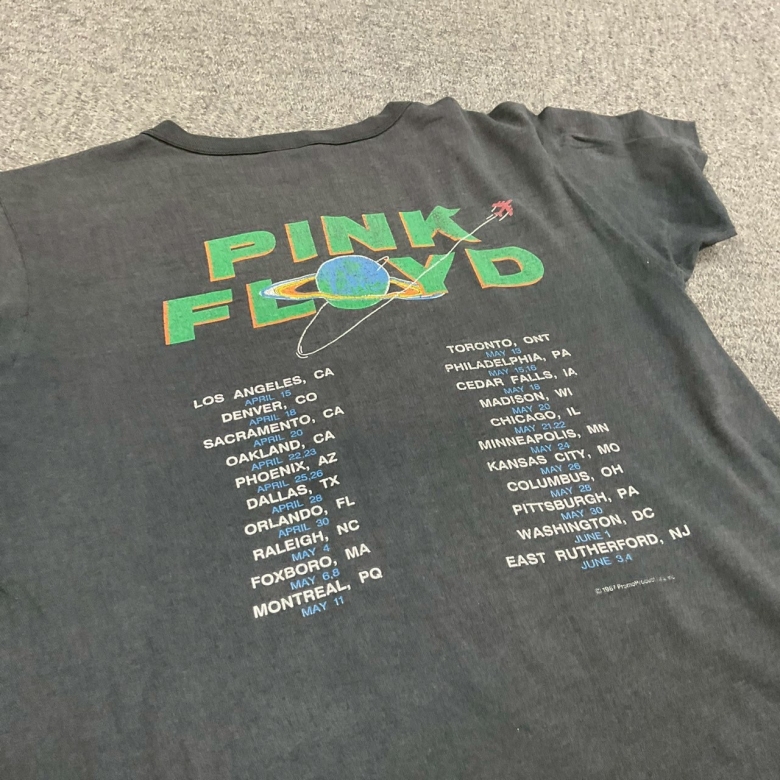 PINK
FLOYD
LOS ANGELES, CA
APRIL 15
DENVER, CO
APRIL 18
SACRAMENTO, CA
APRIL 20
OAKLAND, CA
APRIL 22,23
PHOENIX, AZ
APRIL 25,26
DALLAS, TX
APRIL 28
ORLANDO, FL
APRIL 30
RALEIGH, NC
MAY 4
FOXBORO, MA
MAY 6,8
MONTREAL, PQ
MAY 11
TORONTO, ONT
MAY 13
PHILADELPHIA, PA
MAY 15,16
CEDAR FALLS, IA
MAY 18
MADISON, WI
MAY 20
CHICAGO, IL
MAY 21,22
MINNEAPOLIS, MN
MAY 24
KANSAS CITY, MO
MAY 26
COLUMBUS, OH
MAY 28
PITTSBURGH, PA
MAY 30
WASHINGTON, DC
JUNE 1
EAST RUTHERFORD, NJ
JUNE 3,4
© 1987